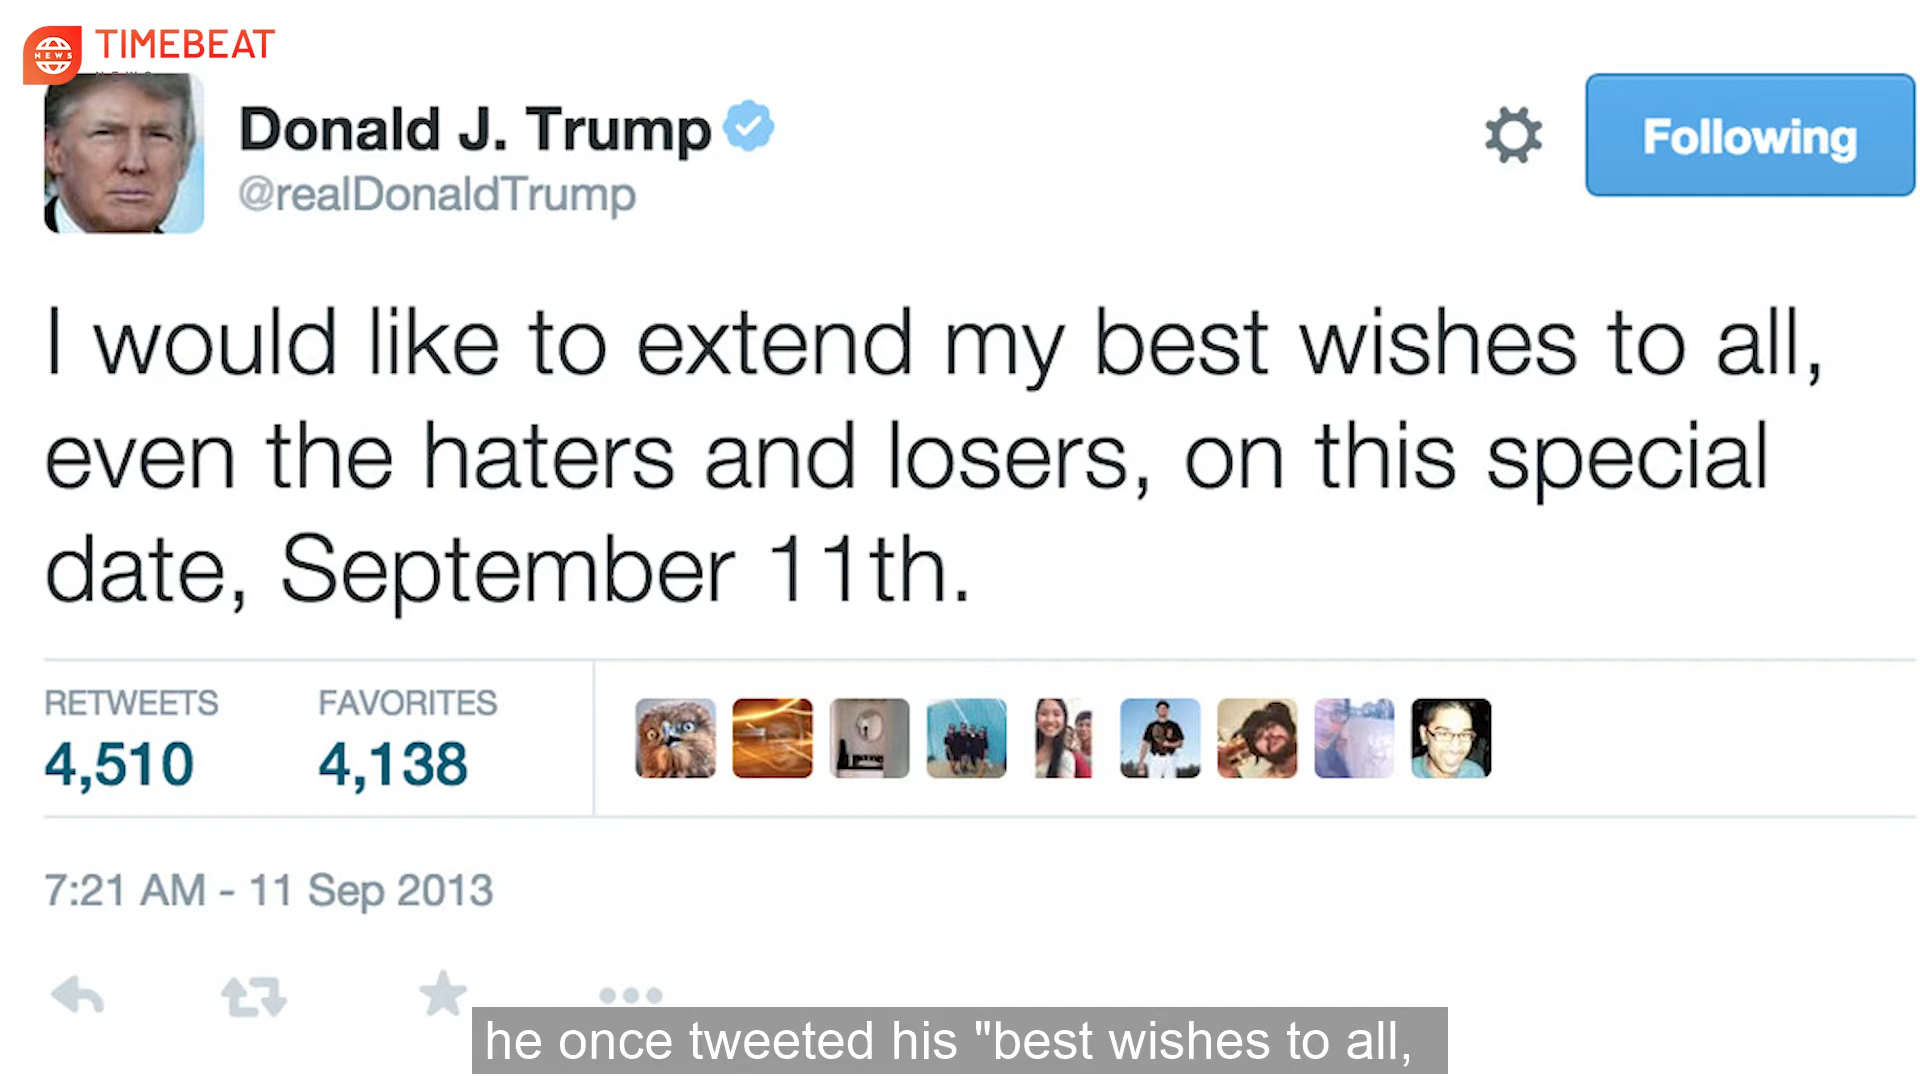 TIMEBEAT
NEWS
Donald J. Trump
@realDonaldTrump
Following
I would like to extend my best wishes to all,
even the haters and losers, on this special
date, September 11th.
RETWEETS FAVORITES
4,510 4,138
7:21 AM - 11 Sep 2013
he once tweeted his "best wishes to all,